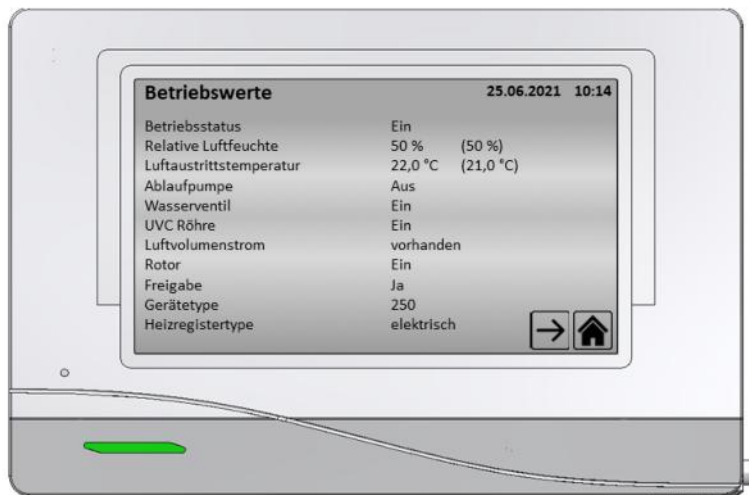 Betriebswerte 25.06.2021 10:14
Betriebsstatus Ein
Relative Luftfeuchte 50 % (50 %)
Luftaustrittstemperatur 22,0 °C (21,0 °C)
Ablaufpumpe Aus
Wasserventil Ein
UVC Röhre Ein
Luftvolumenstrom vorhanden
Rotor Ein
Freigabe Ja
Gerätetype 250
Heizregistertype elektrisch